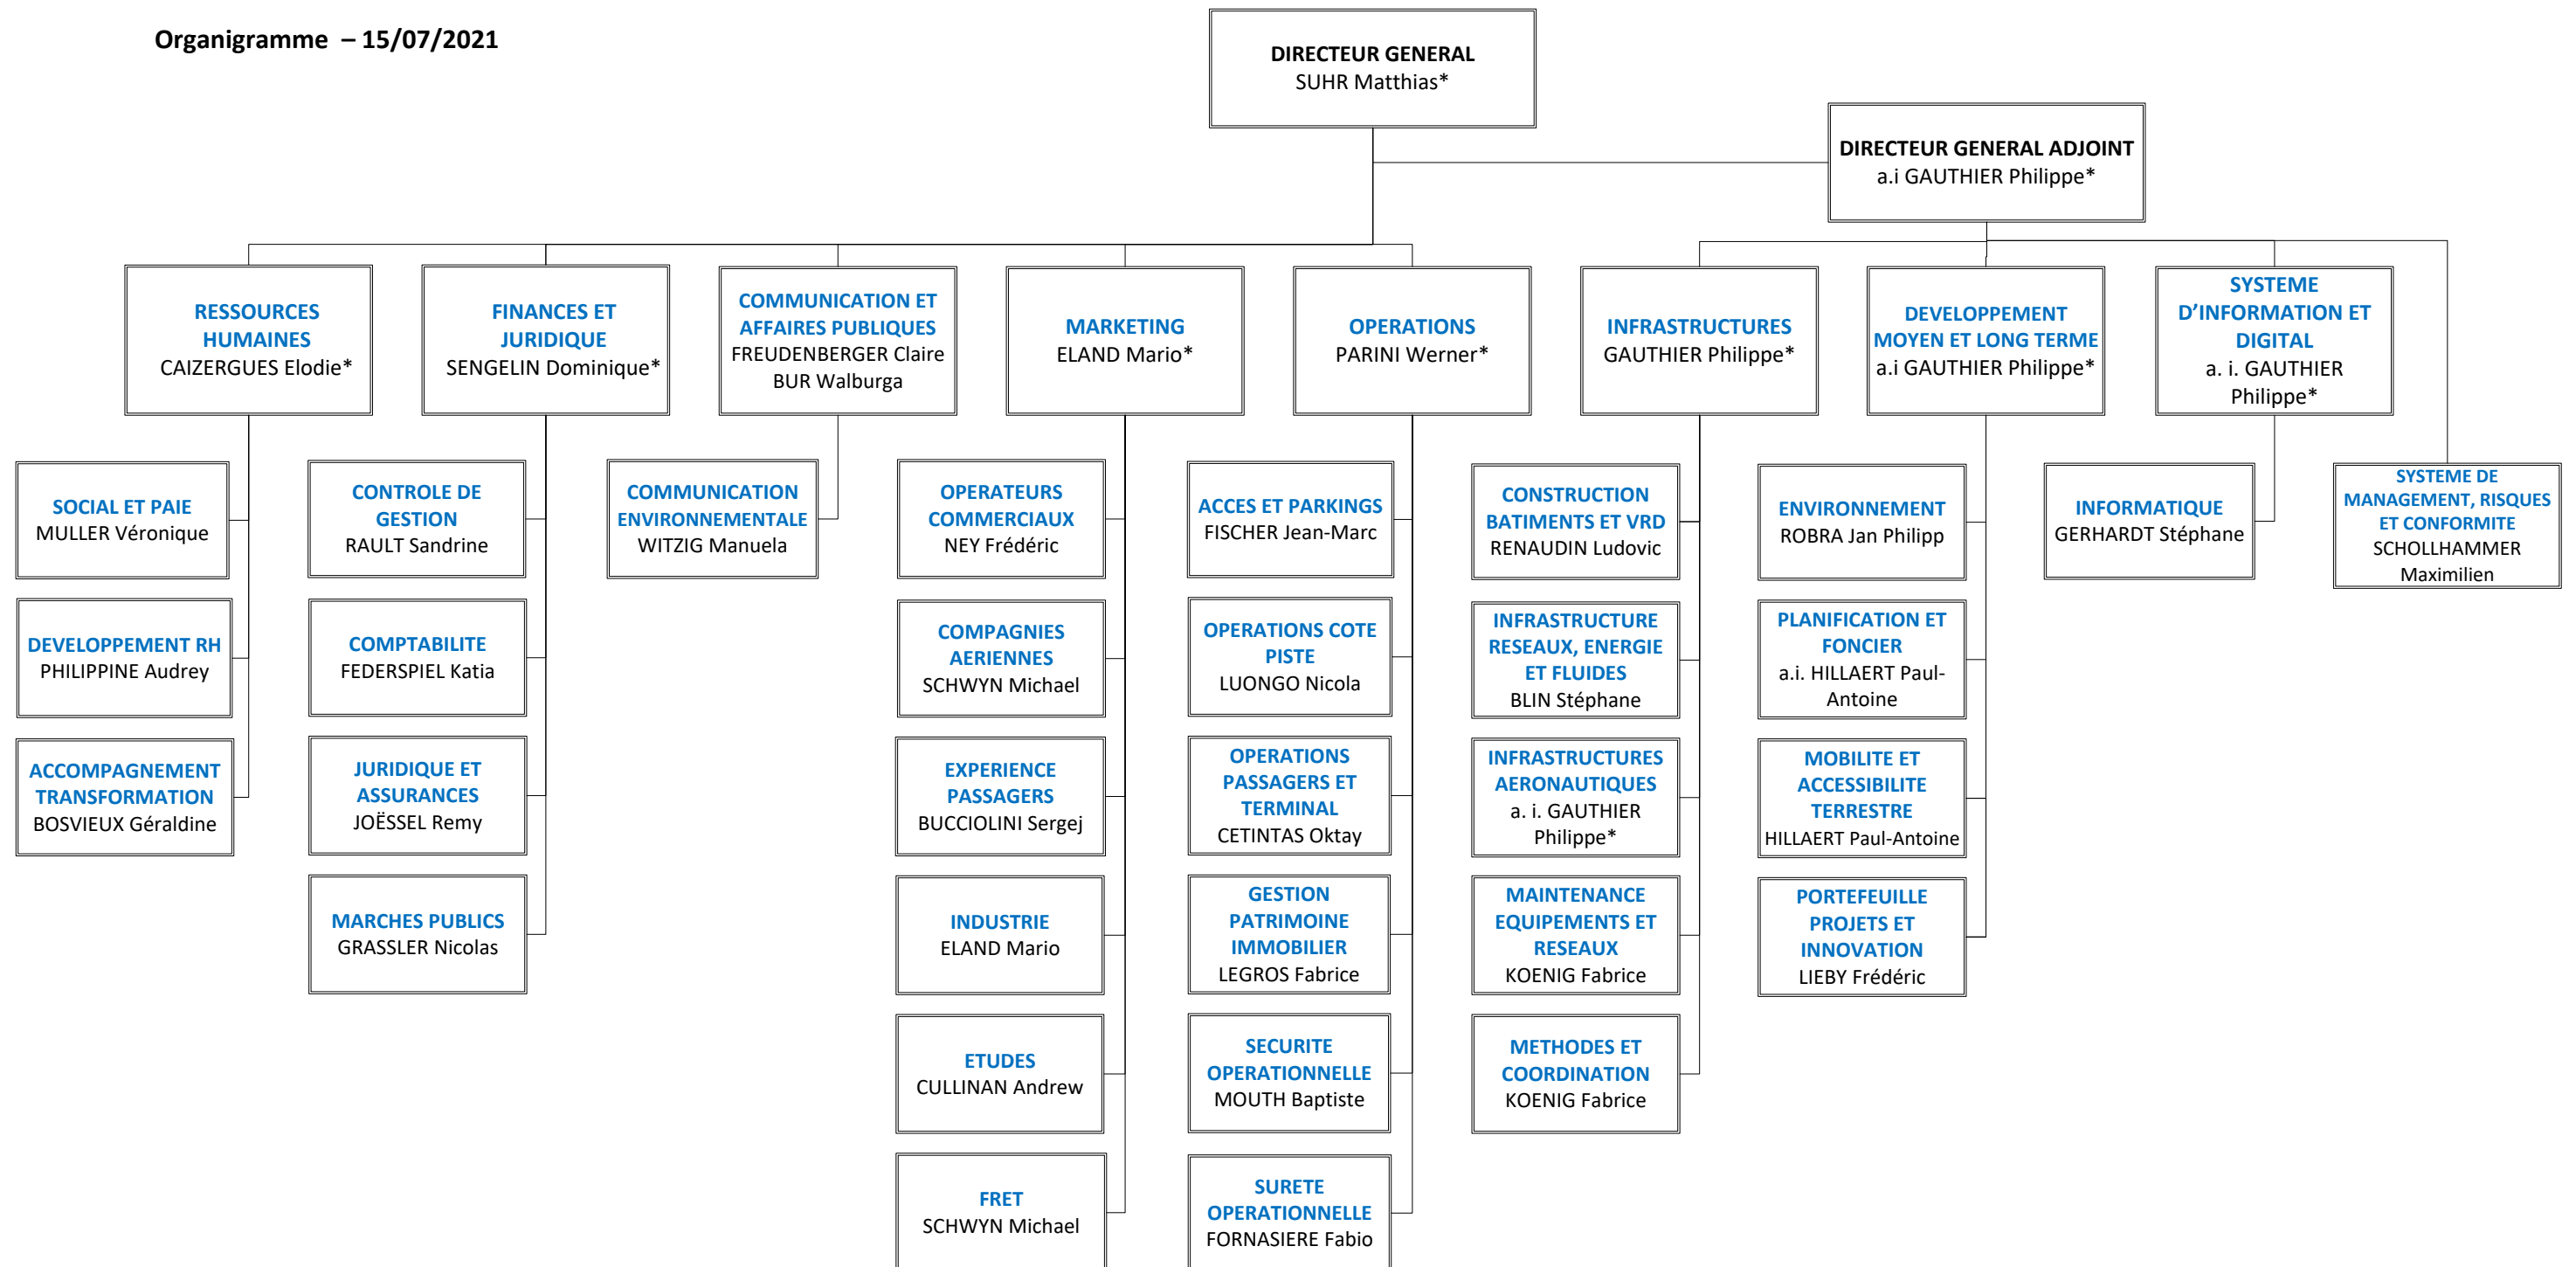 Organigramme – 15/07/2021
DIRECTEUR GENERAL
SUHR Matthias*
DIRECTEUR GENERAL ADJOINT
a.i GAUTHIER Philippe*
RESSOURCES
HUMAINES
CAIZERGUES Elodie*
FINANCES ET
JURIDIQUE
SENGELIN Dominique*
COMMUNICATION ET
AFFAIRES PUBLIQUES
FREUDENBERGER Claire
BUR Walburga
MARKETING
ELAND Mario*
OPERATIONS
PARINI Werner*
INFRASTRUCTURES
GAUTHIER Philippe*
DEVELOPPEMENT
MOYEN ET LONG TERME
a.i GAUTHIER Philippe*
SYSTEME
D’INFORMATION ET
DIGITAL
a. i. GAUTHIER
Philippe*
SOCIAL ET PAIE
MULLER Véronique
DEVELOPPEMENT RH
PHILIPPINE Audrey
ACCOMPAGNEMENT
TRANSFORMATION
BOSVIEUX Géraldine
CONTROLE DE
GESTION
RAULT Sandrine
COMPTABILITE
FEDERSPIEL Katia
JURIDIQUE ET
ASSURANCES
JOËSSEL Remy
MARCHES PUBLICS
GRASSLER Nicolas
COMMUNICATION
ENVIRONNEMENTALE
WITZIG Manuela
OPERATEURS
COMMERCIAUX
NEY Frédéric
COMPAGNIES
AERIENNES
SCHWYN Michael
EXPERIENCE
PASSAGERS
BUCCIOLINI Sergej
INDUSTRIE
ELAND Mario
ETUDES
CULLINAN Andrew
FRET
SCHWYN Michael
ACCES ET PARKINGS
FISCHER Jean-Marc
OPERATIONS COTE
PISTE
LUONGO Nicola
OPERATIONS
PASSAGERS ET
TERMINAL
CETINTAS Oktay
GESTION
PATRIMOINE
IMMOBILIER
LEGROS Fabrice
SECURITE
OPERATIONNELLE
MOUTH Baptiste
SURETE
OPERATIONNELLE
FORNASIERE Fabio
CONSTRUCTION
BATIMENTS ET VRD
RENAUDIN Ludovic
INFRASTRUCTURE
RESEAUX, ENERGIE
ET FLUIDES
BLIN Stéphane
INFRASTRUCTURES
AERONAUTIQUES
a. i. GAUTHIER
Philippe*
MAINTENANCE
EQUIPEMENTS ET
RESEAUX
KOENIG Fabrice
METHODES ET
COORDINATION
KOENIG Fabrice
ENVIRONNEMENT
ROBRA Jan Philipp
PLANIFICATION ET
FONCIER
a.i. HILLAERT Paul-
Antoine
MOBILITE ET
ACCESSIBILITE
TERRESTRE
HILLAERT Paul-Antoine
PORTEFEUILLE
PROJETS ET
INNOVATION
LIEBY Frédéric
INFORMATIQUE
GERHARDT Stéphane
SYSTEME DE
MANAGEMENT, RISQUES
ET CONFORMITE
SCHOLLHAMMER
Maximilien